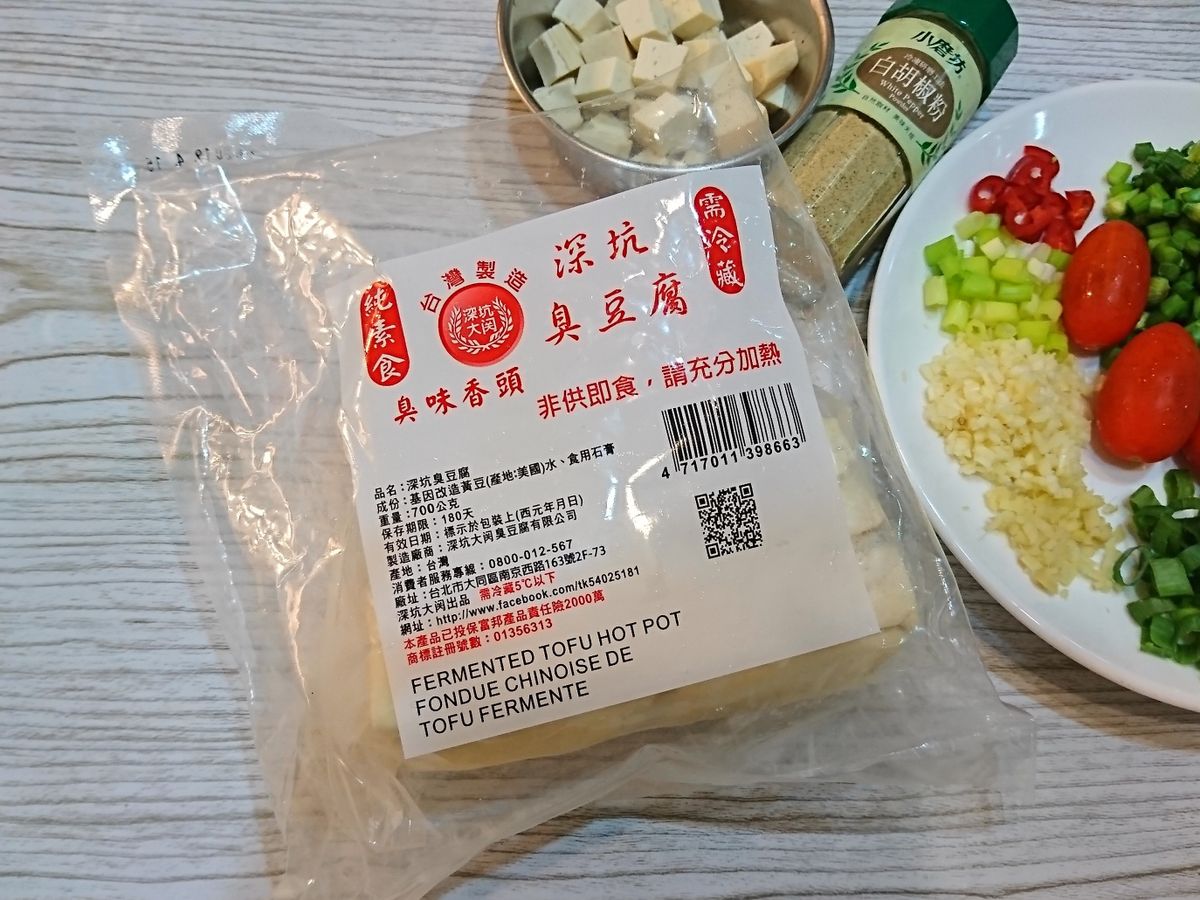 2019 4 15
小磨坊
白胡椒粉
White Pepper
Powder
需冷藏
深坑
臭豆腐
台灣製造
深坑
大闵
純素食
臭味香頭
非供即食，請充分加熱
4 717011 398663
品名：深坑臭豆腐
成份：基因改造黃豆(產地:美國)水、食用石膏
重量：700公克
保存期限：180天
有效日期：標示於包裝上(西元年月日)
製造廠商：深坑大闵臭豆腐有限公司
產地：台灣
消費者服務專線：0800-012-567
廠址：台北市大同區南京西路163號2F-73
深坑大闵出品 需冷藏5℃以下
網址：http://www.facebook.com/tk54025181
本產品已投保富邦產品責任險2000萬
商標註冊號數：01356313
FERMENTED TOFU HOT POT
FONDUE CHINOISE DE
TOFU FERMENTE